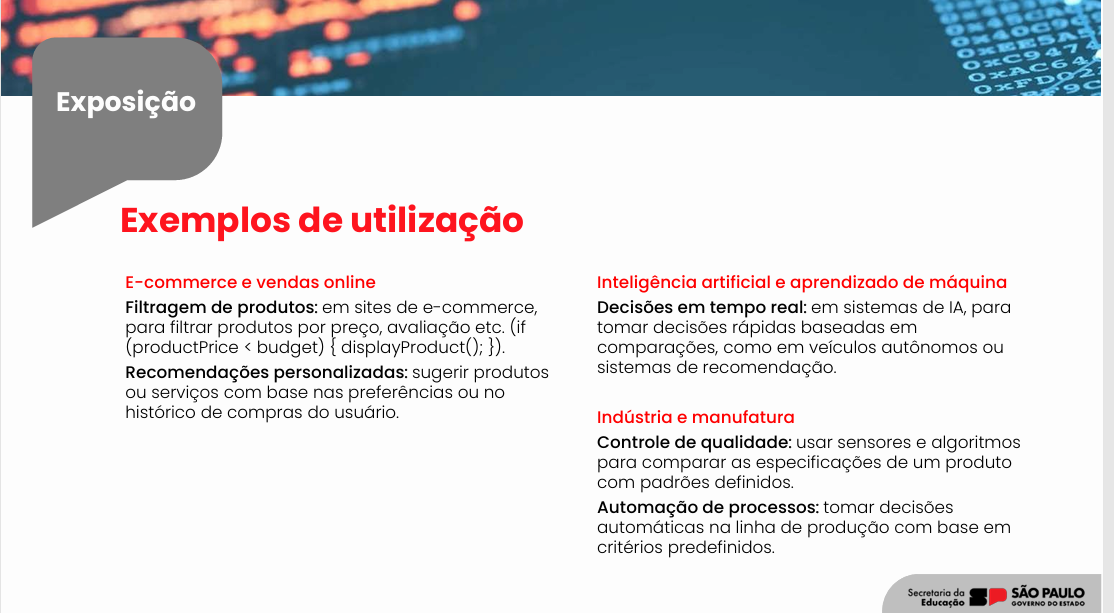 0x40C9
0xC947
0xAC64
0xFD02
Exposição
Exemplos de utilização
E-commerce e vendas online
Filtragem de produtos: em sites de e-commerce,
para filtrar produtos por preço, avaliação etc. (if
(productPrice < budget) { displayProduct(); }).
Recomendações personalizadas: sugerir produtos
ou serviços com base nas preferências ou no
histórico de compras do usuário.
Inteligência artificial e aprendizado de máquina
Decisões em tempo real: em sistemas de IA, para
tomar decisões rápidas baseadas em
comparações, como em veículos autônomos ou
sistemas de recomendação.
Indústria e manufatura
Controle de qualidade: usar sensores e algoritmos
para comparar as especificações de um produto
com padrões definidos.
Automação de processos: tomar decisões
automáticas na linha de produção com base em
critérios predefinidos.
Secretaria da
Educação
SÃO PAULO
GOVERNO DO ESTADO